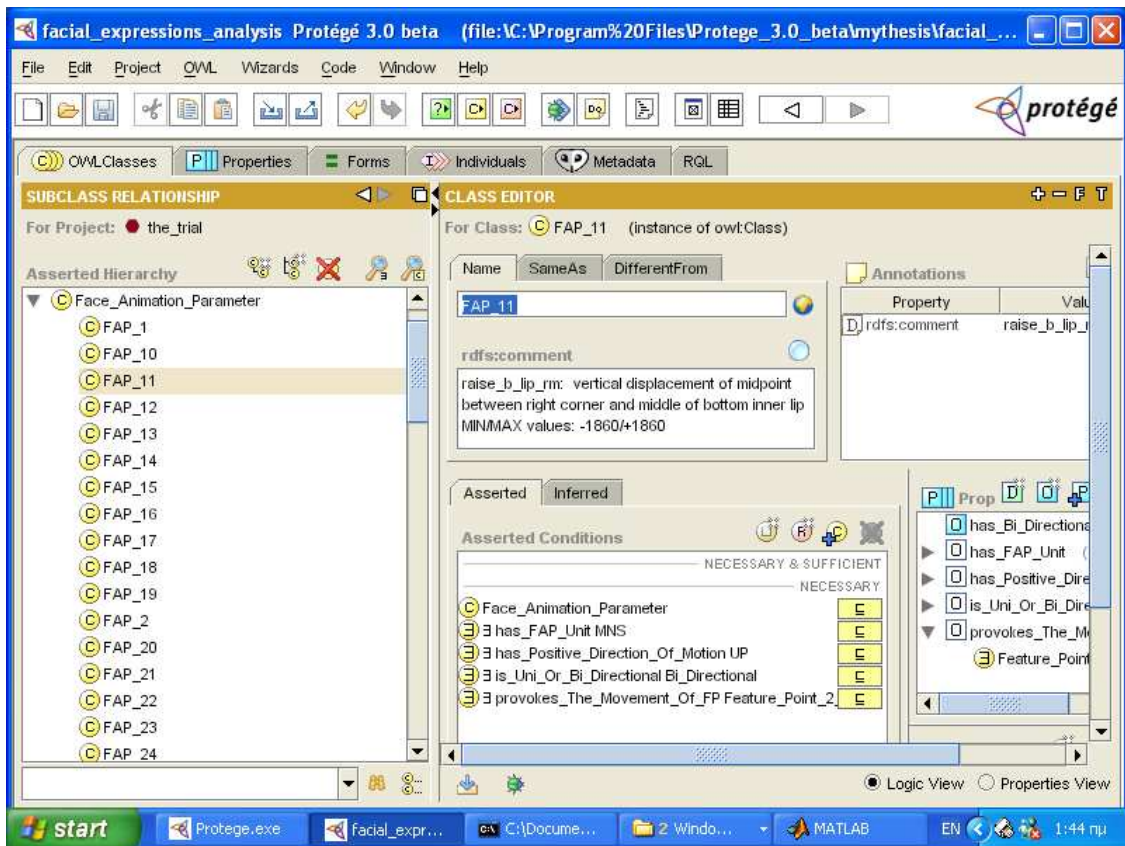 facial_expressions_analysis Protégé 3.0 beta (file:\C:\Program%20Files\Protege_3.0_beta\mythesis\facial_...
File Edit Project OWL Wizards Code Window Help
protégé
OWLClasses Properties Forms Individuals Metadata RQL
SUBCLASS RELATIONSHIP
For Project: the_trial
Asserted Hierarchy
Face_Animation_Parameter
FAP_1
FAP_10
FAP_11
FAP_12
FAP_13
FAP_14
FAP_15
FAP_16
FAP_17
FAP_18
FAP_19
FAP_2
FAP_20
FAP_21
FAP_22
FAP_23
FAP_24
CLASS EDITOR
F T
For Class: FAP_11 (instance of owl:Class)
Name SameAs DifferentFrom
FAP_11
rdfs:comment
raise_b_lip_rm: vertical displacement of midpoint
between right corner and middle of bottom inner lip
MIN/MAX values: -1860/+1860
Annotations
Property Valu
rdfs:comment raise_b_lip_r
Asserted Inferred
Asserted Conditions
NECESSARY & SUFFICIENT
NECESSARY
Face_Animation_Parameter
∃ has_FAP_Unit MNS
∃ has_Positive_Direction_Of_Motion UP
∃ is_Uni_Or_Bi_Directional Bi_Directional
∃ provokes_The_Movement_Of_FP Feature_Point_2_
Prop
has_Bi_Directiona
has_FAP_Unit (
has_Positive_Dire
is_Uni_Or_Bi_Dire
provokes_The_Mo
Feature_Point
Logic View Properties View
start Protege.exe facial_expr... C:\Docume... 2 Windo... MATLAB EN 1:44 πμ